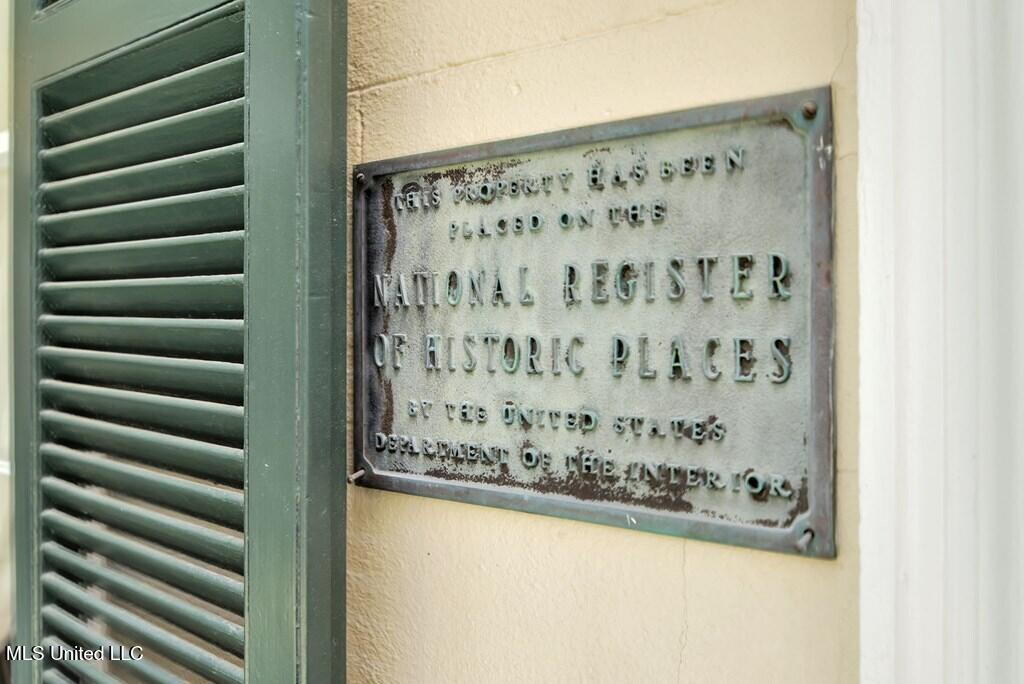 THIS PROPERTY HAS BEEN
PLACED ON THE
NATIONAL REGISTER
OF HISTORIC PLACES
BY THE UNITED STATES
DEPARTMENT OF THE INTERIOR
MLS United LLC